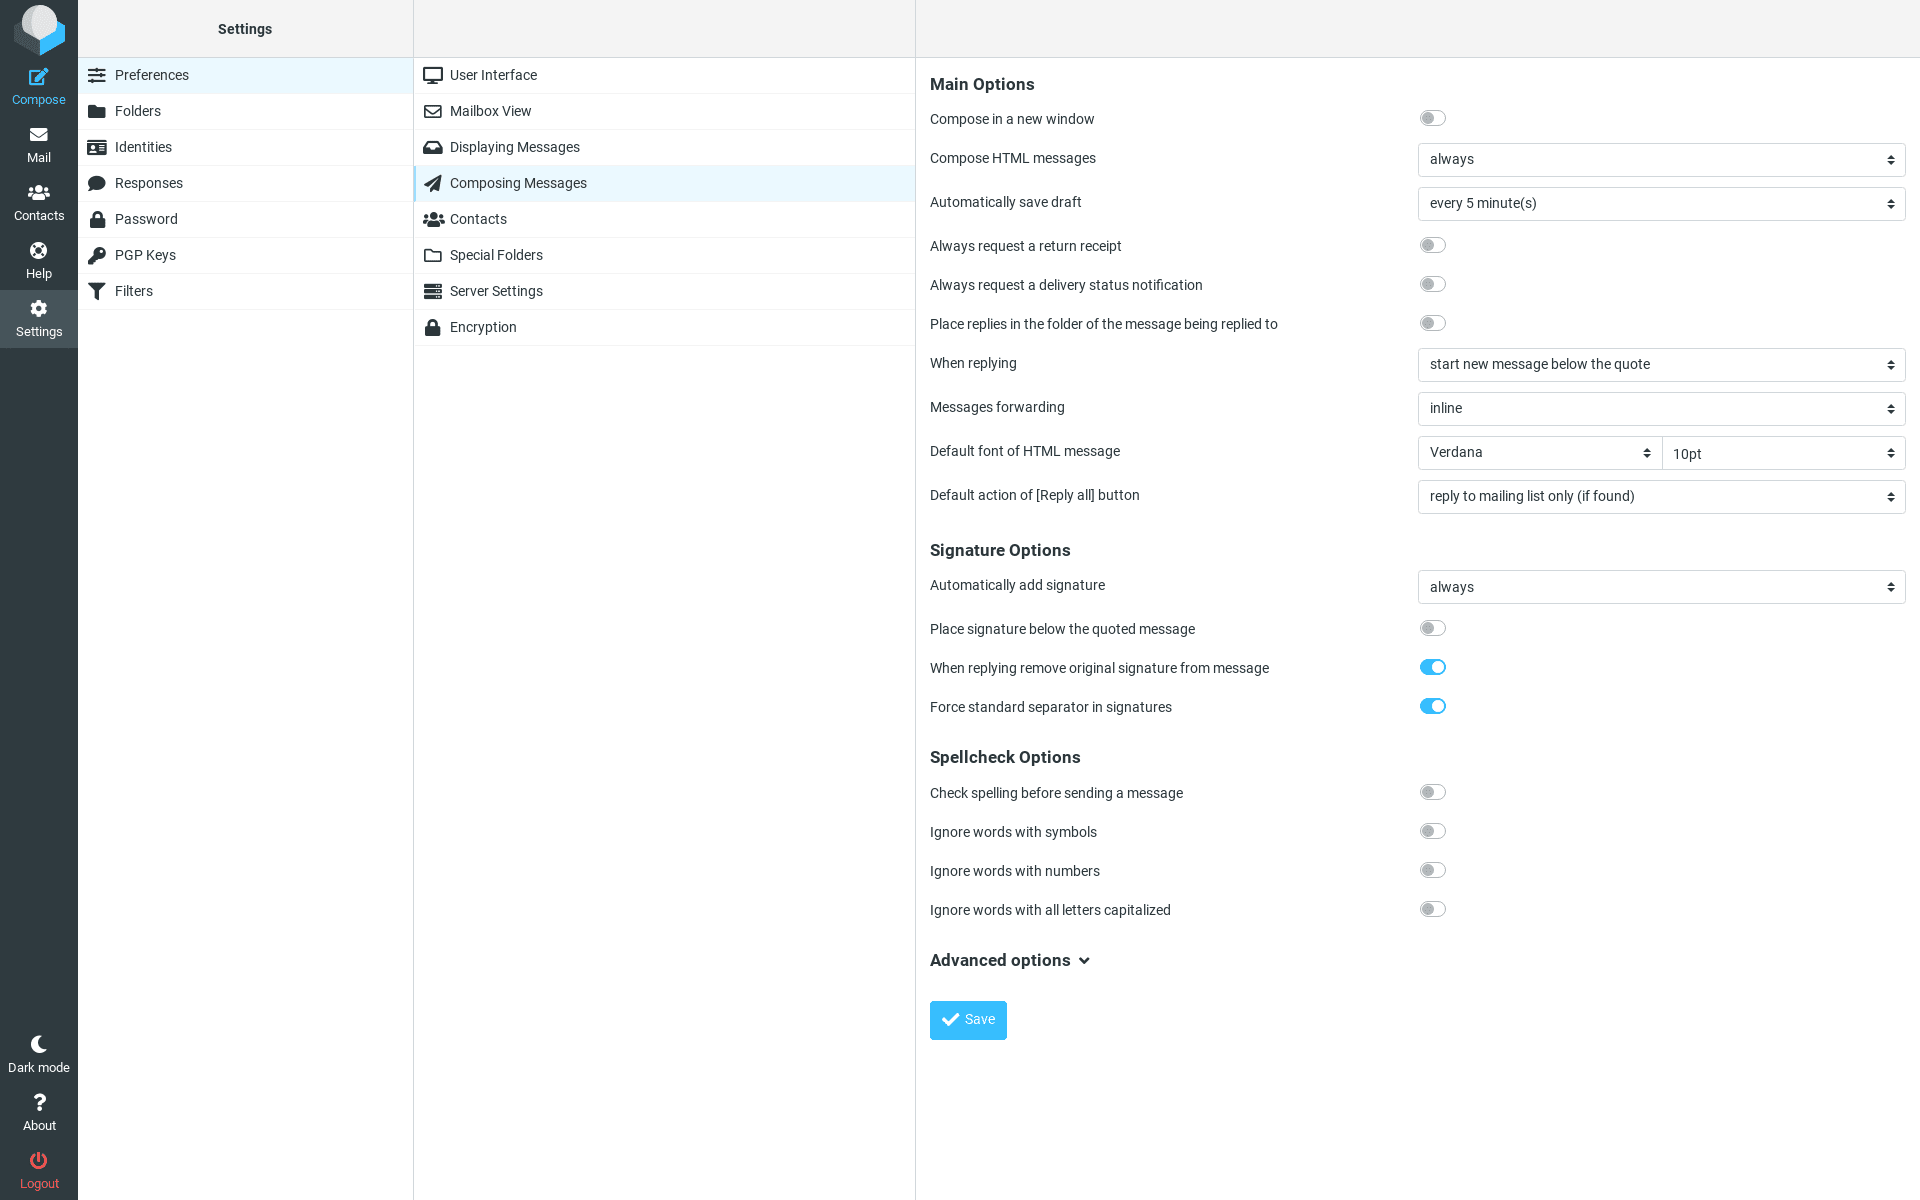 Compose
Mail
Contacts
Help
Settings
Dark mode
About
Logout
Settings
Preferences
Folders
Identities
Responses
Password
PGP Keys
Filters
User Interface
Mailbox View
Displaying Messages
Composing Messages
Contacts
Special Folders
Server Settings
Encryption
Main Options
Compose in a new window
Compose HTML messages always
Automatically save draft every 5 minute(s)
Always request a return receipt
Always request a delivery status notification
Place replies in the folder of the message being replied to
When replying start new message below the quote
Messages forwarding inline
Default font of HTML message Verdana 10pt
Default action of [Reply all] button reply to mailing list only (if found)
Signature Options
Automatically add signature always
Place signature below the quoted message
When replying remove original signature from message
Force standard separator in signatures
Spellcheck Options
Check spelling before sending a message
Ignore words with symbols
Ignore words with numbers
Ignore words with all letters capitalized
Advanced options
Save